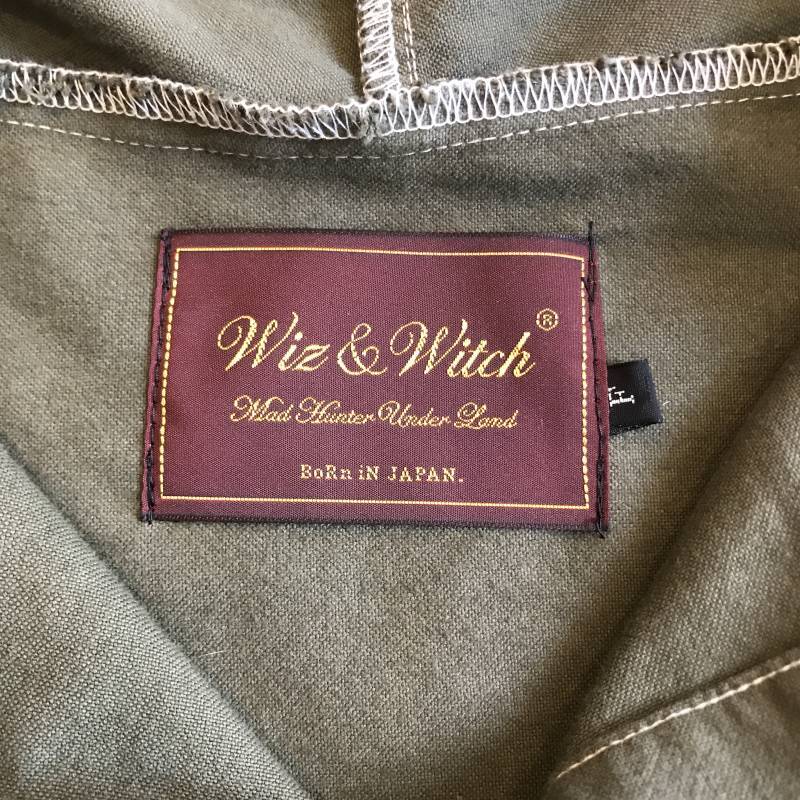 Wiz & Witch®
Mad Hunter Under Land
BoRn iN JAPAN.